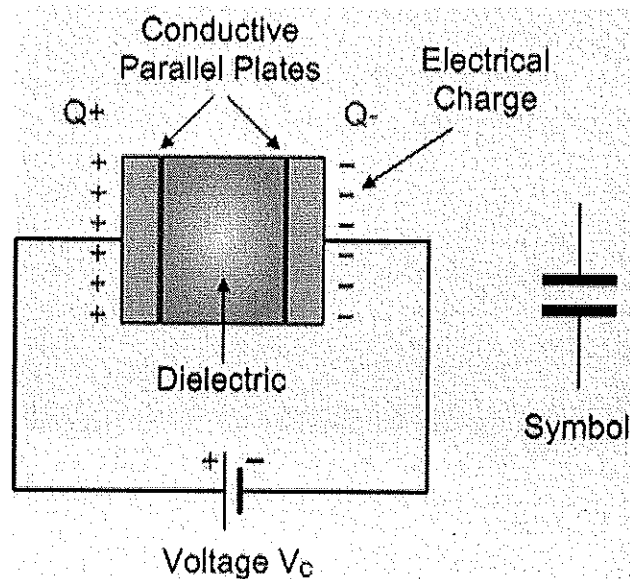 Conductive
Parallel Plates
Electrical
Charge
Q+
Q-
+
+
+
+
+
+
-
-
-
-
-
-
Dielectric
Symbol
+ -
Voltage Vc